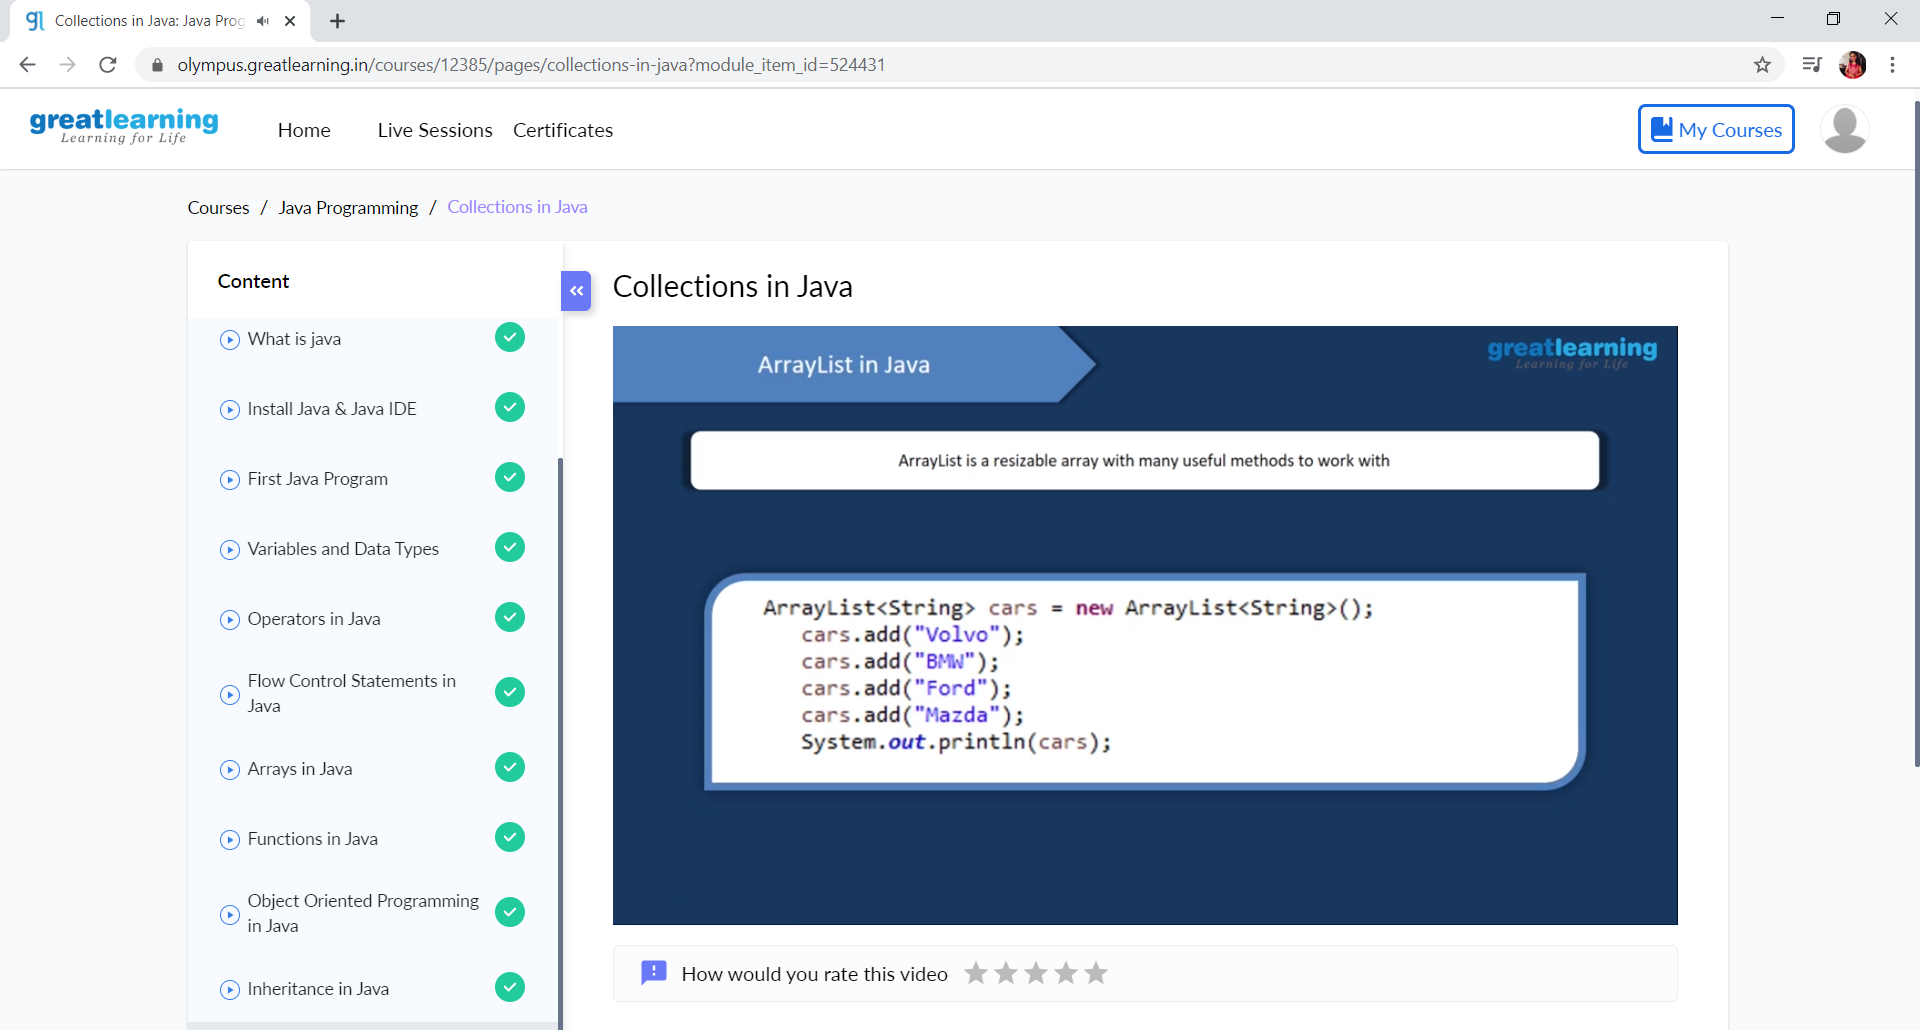 Collections in Java: Java Prog
olympus.greatlearning.in/courses/12385/pages/collections-in-java?module_item_id=524431
greatlearning
Learning for Life
Home
Live Sessions
Certificates
My Courses
Courses / Java Programming / Collections in Java
Content
What is java
Install Java & Java IDE
First Java Program
Variables and Data Types
Operators in Java
Flow Control Statements in
Java
Arrays in Java
Functions in Java
Object Oriented Programming
in Java
Inheritance in Java
Collections in Java
ArrayList in Java
greatlearning
Learning for Life
ArrayList is a resizable array with many useful methods to work with
ArrayList<String> cars = new ArrayList<String>();
cars.add("Volvo");
cars.add("BMW");
cars.add("Ford");
cars.add("Mazda");
System.out.println(cars);
How would you rate this video